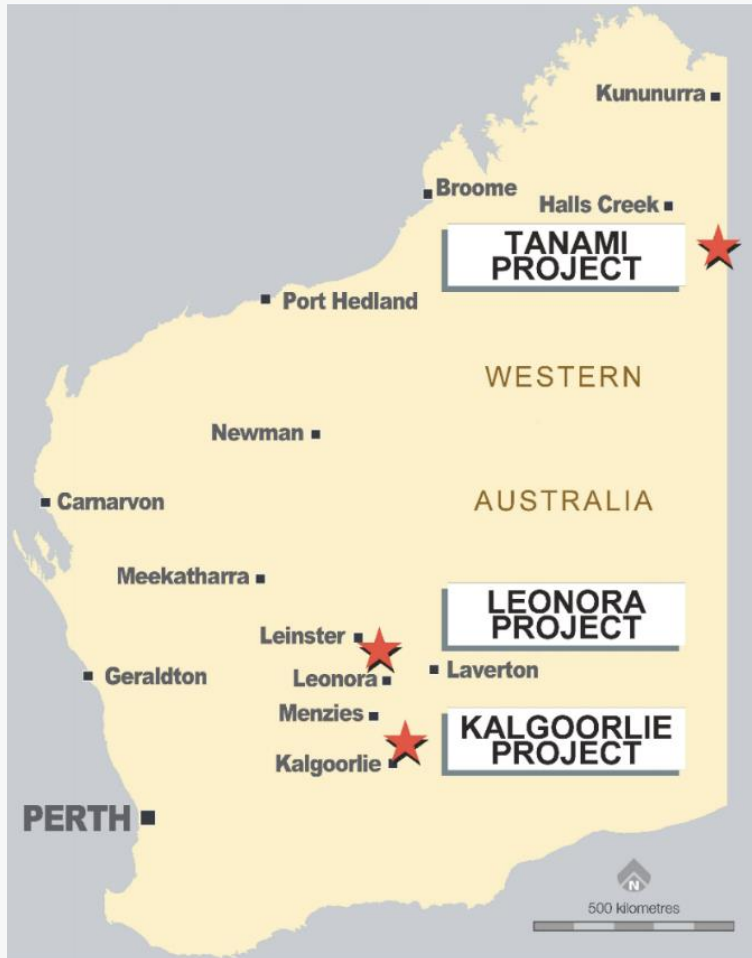 Kununurra
Broome
Halls Creek
TANAMI
PROJECT
Port Hedland
WESTERN
Newman
Carnarvon
AUSTRALIA
Meekatharra
LEONORA
PROJECT
Leinster
Laverton
Geraldton
Leonora
Menzies
KALGOORLIE
PROJECT
Kalgoorlie
PERTH
N
500 kilometres